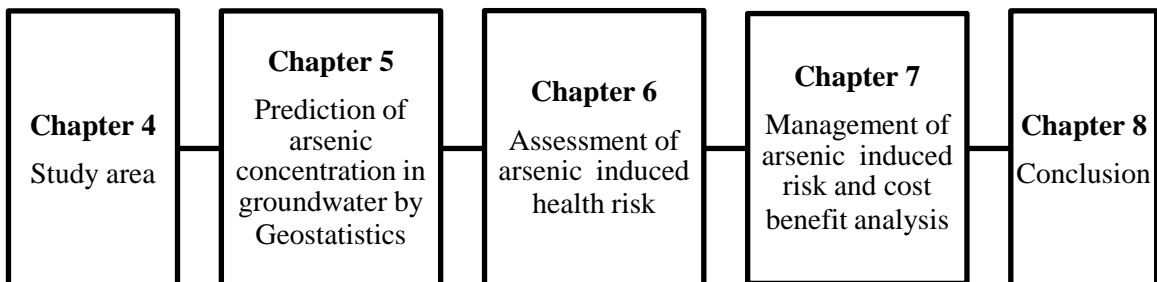 Chapter 4
Study area
Chapter 5
Prediction of
arsenic
concentration in
groundwater by
Geostatistics
Chapter 6
Assessment of
arsenic induced
health risk
Chapter 7
Management of
arsenic induced
risk and cost
benefit analysis
Chapter 8
Conclusion